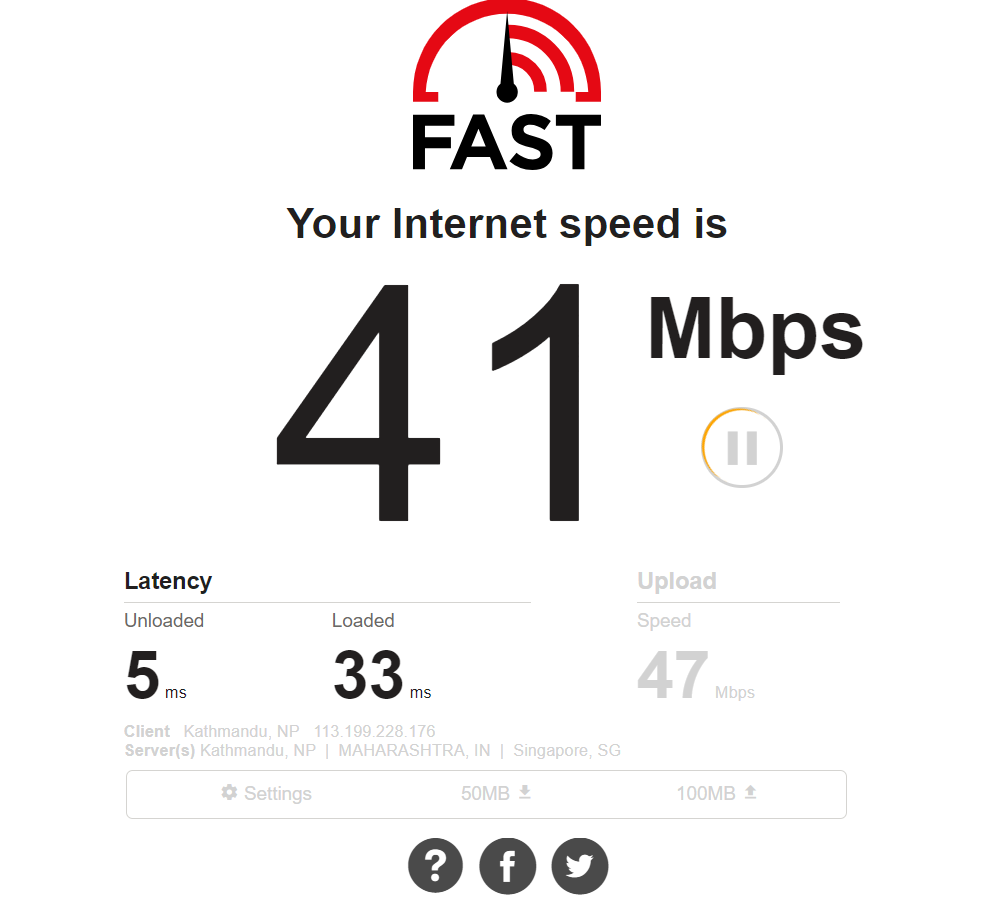 FAST
Your Internet speed is
41 Mbps
Latency
Upload
Unloaded Loaded
Speed
5 ms 33 ms
47 Mbps
Client Kathmandu, NP 113.199.228.176
Server(s) Kathmandu, NP | MAHARASHTRA, IN | Singapore, SG
Settings 50MB 100MB
?
f